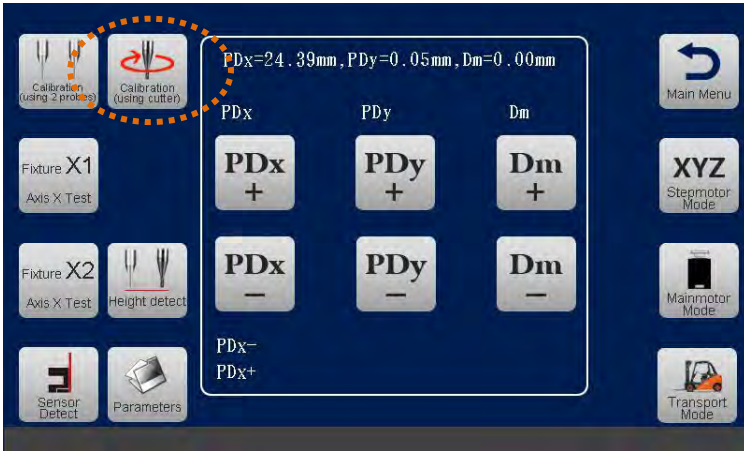 Calibration
(using 2 probes)
Calibration
(using cutter)
Fixture X1
Axis X Test
Fixture X2
Axis X Test
Height detect
Sensor
Detect
Parameters
PDx=24.39mm,PDy=0.05mm,Dm=0.00mm
PDx PDy Dm
PDx PDy Dm
+ + +
PDx PDy Dm
− − −
PDx-
PDx+
Main Menu
XYZ
Stepmotor
Mode
Mainmotor
Mode
Transport
Mode